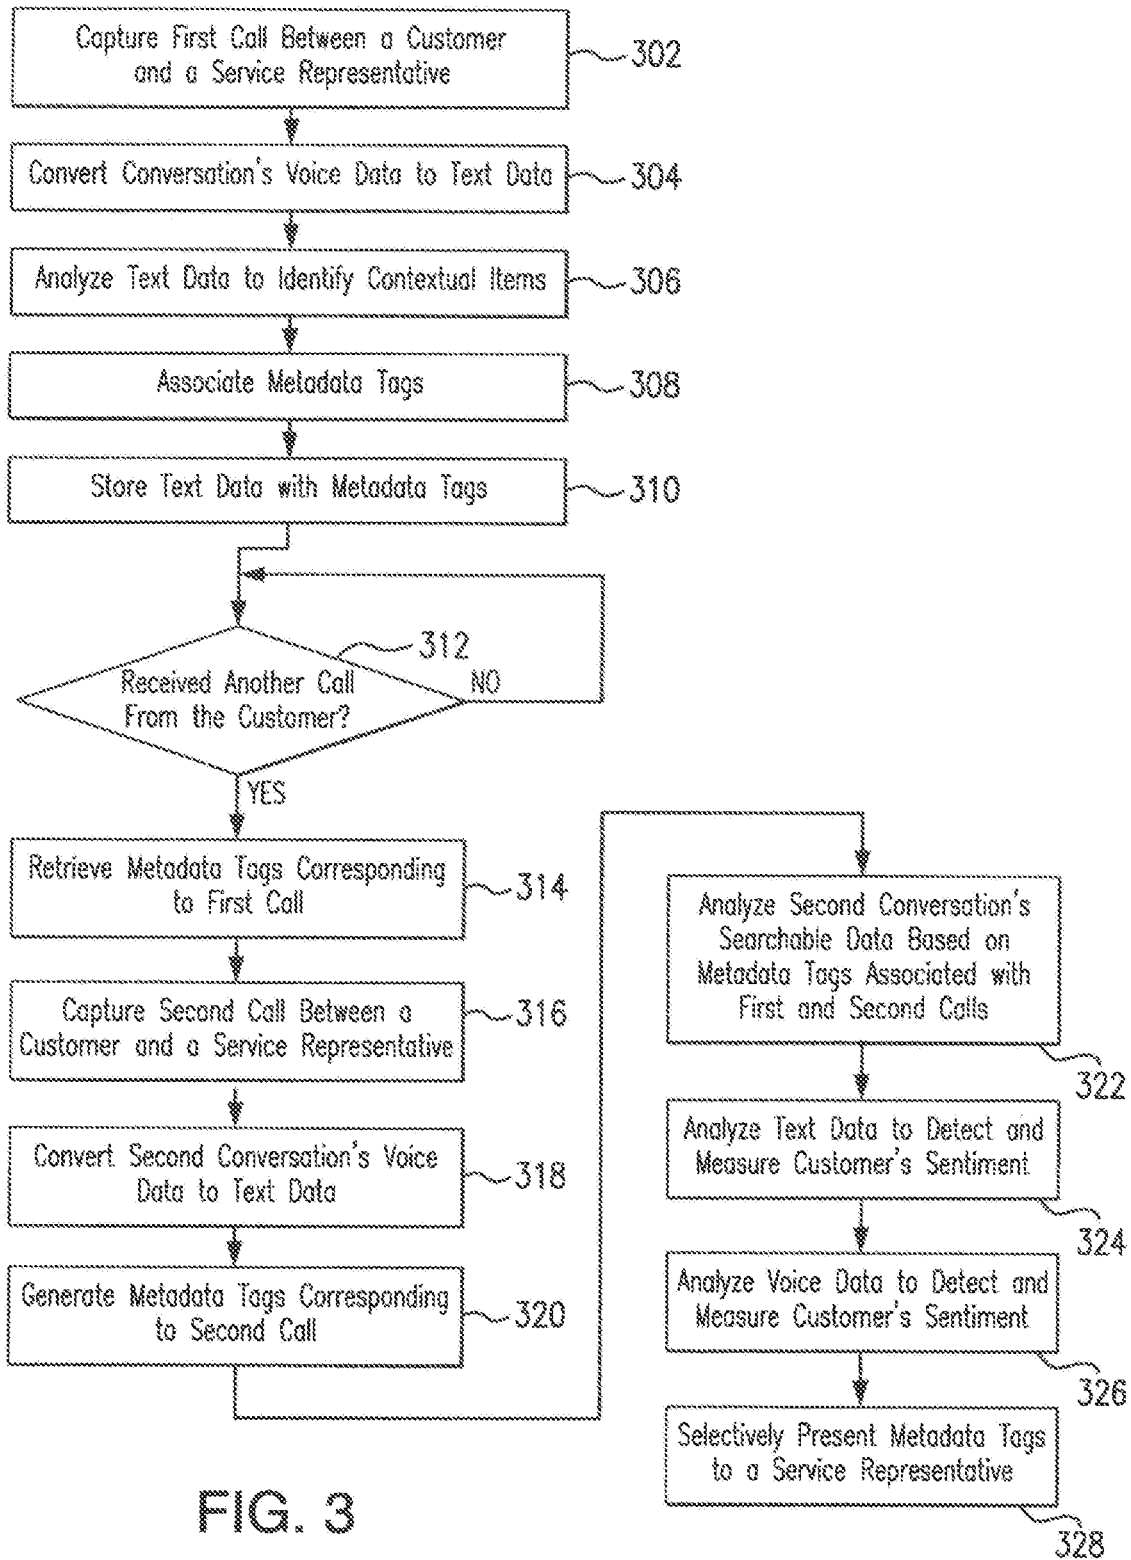 Capture First Call Between a Customer
and a Service Representative
302
Convert Conversation's Voice Data to Text Data
304
Analyze Text Data to Identify Contextual Items
306
Associate Metadata Tags
308
Store Text Data with Metadata Tags
310
312
Received Another Call
From the Customer?
NO
YES
Retrieve Metadata Tags Corresponding
to First Call
314
Capture Second Call Between a
Customer and a Service Representative
316
Convert Second Conversation's Voice
Data to Text Data
318
Generate Metadata Tags Corresponding
to Second Call
320
Analyze Second Conversation's
Searchable Data Based on
Metadata Tags Associated with
First and Second Calls
322
Analyze Text Data to Detect and
Measure Customer's Sentiment
324
Analyze Voice Data to Detect and
Measure Customer's Sentiment
326
Selectively Present Metadata Tags
to a Service Representative
328
FIG. 3